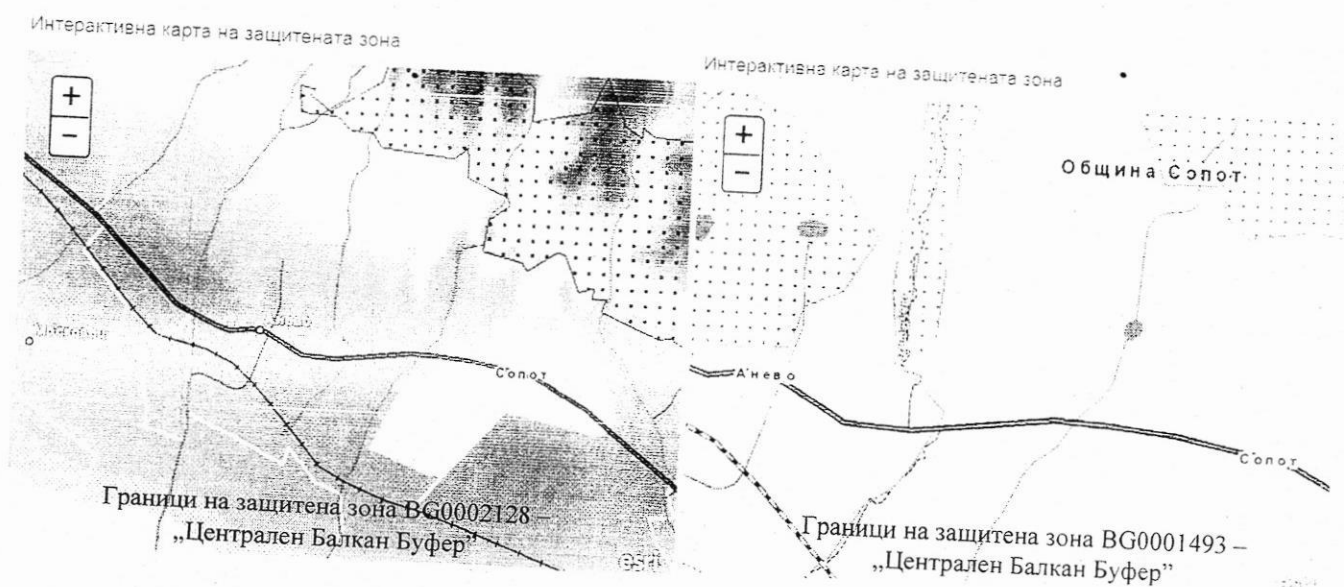 Интерактивна карта на защитената зона
+
−
Сопот
Граници на защитена зона BG0002128 –
„Централен Балкан Буфер”
esri
Интерактивна карта на защитената зона
+
−
Община Сопот
Анево
Сопот
Граници на защитена зона BG0001493 –
„Централен Балкан Буфер”